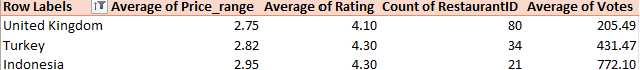 Row Labels Average of Price_range Average of Rating Count of RestaurantID Average of Votes
United Kingdom 2.75 4.10 80 205.49
Turkey 2.82 4.30 34 431.47
Indonesia 2.95 4.30 21 772.10